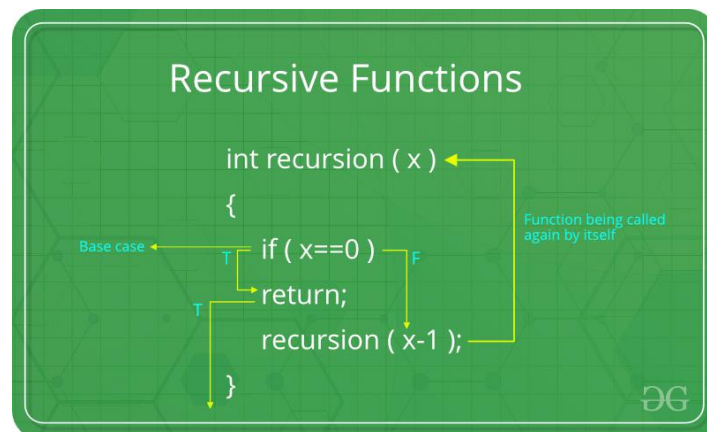 Recursive Functions
int recursion ( x )
{
Function being called
again by itself
Base case
if ( x==0 )
T
F
return;
T
recursion ( x-1 );
}
GG